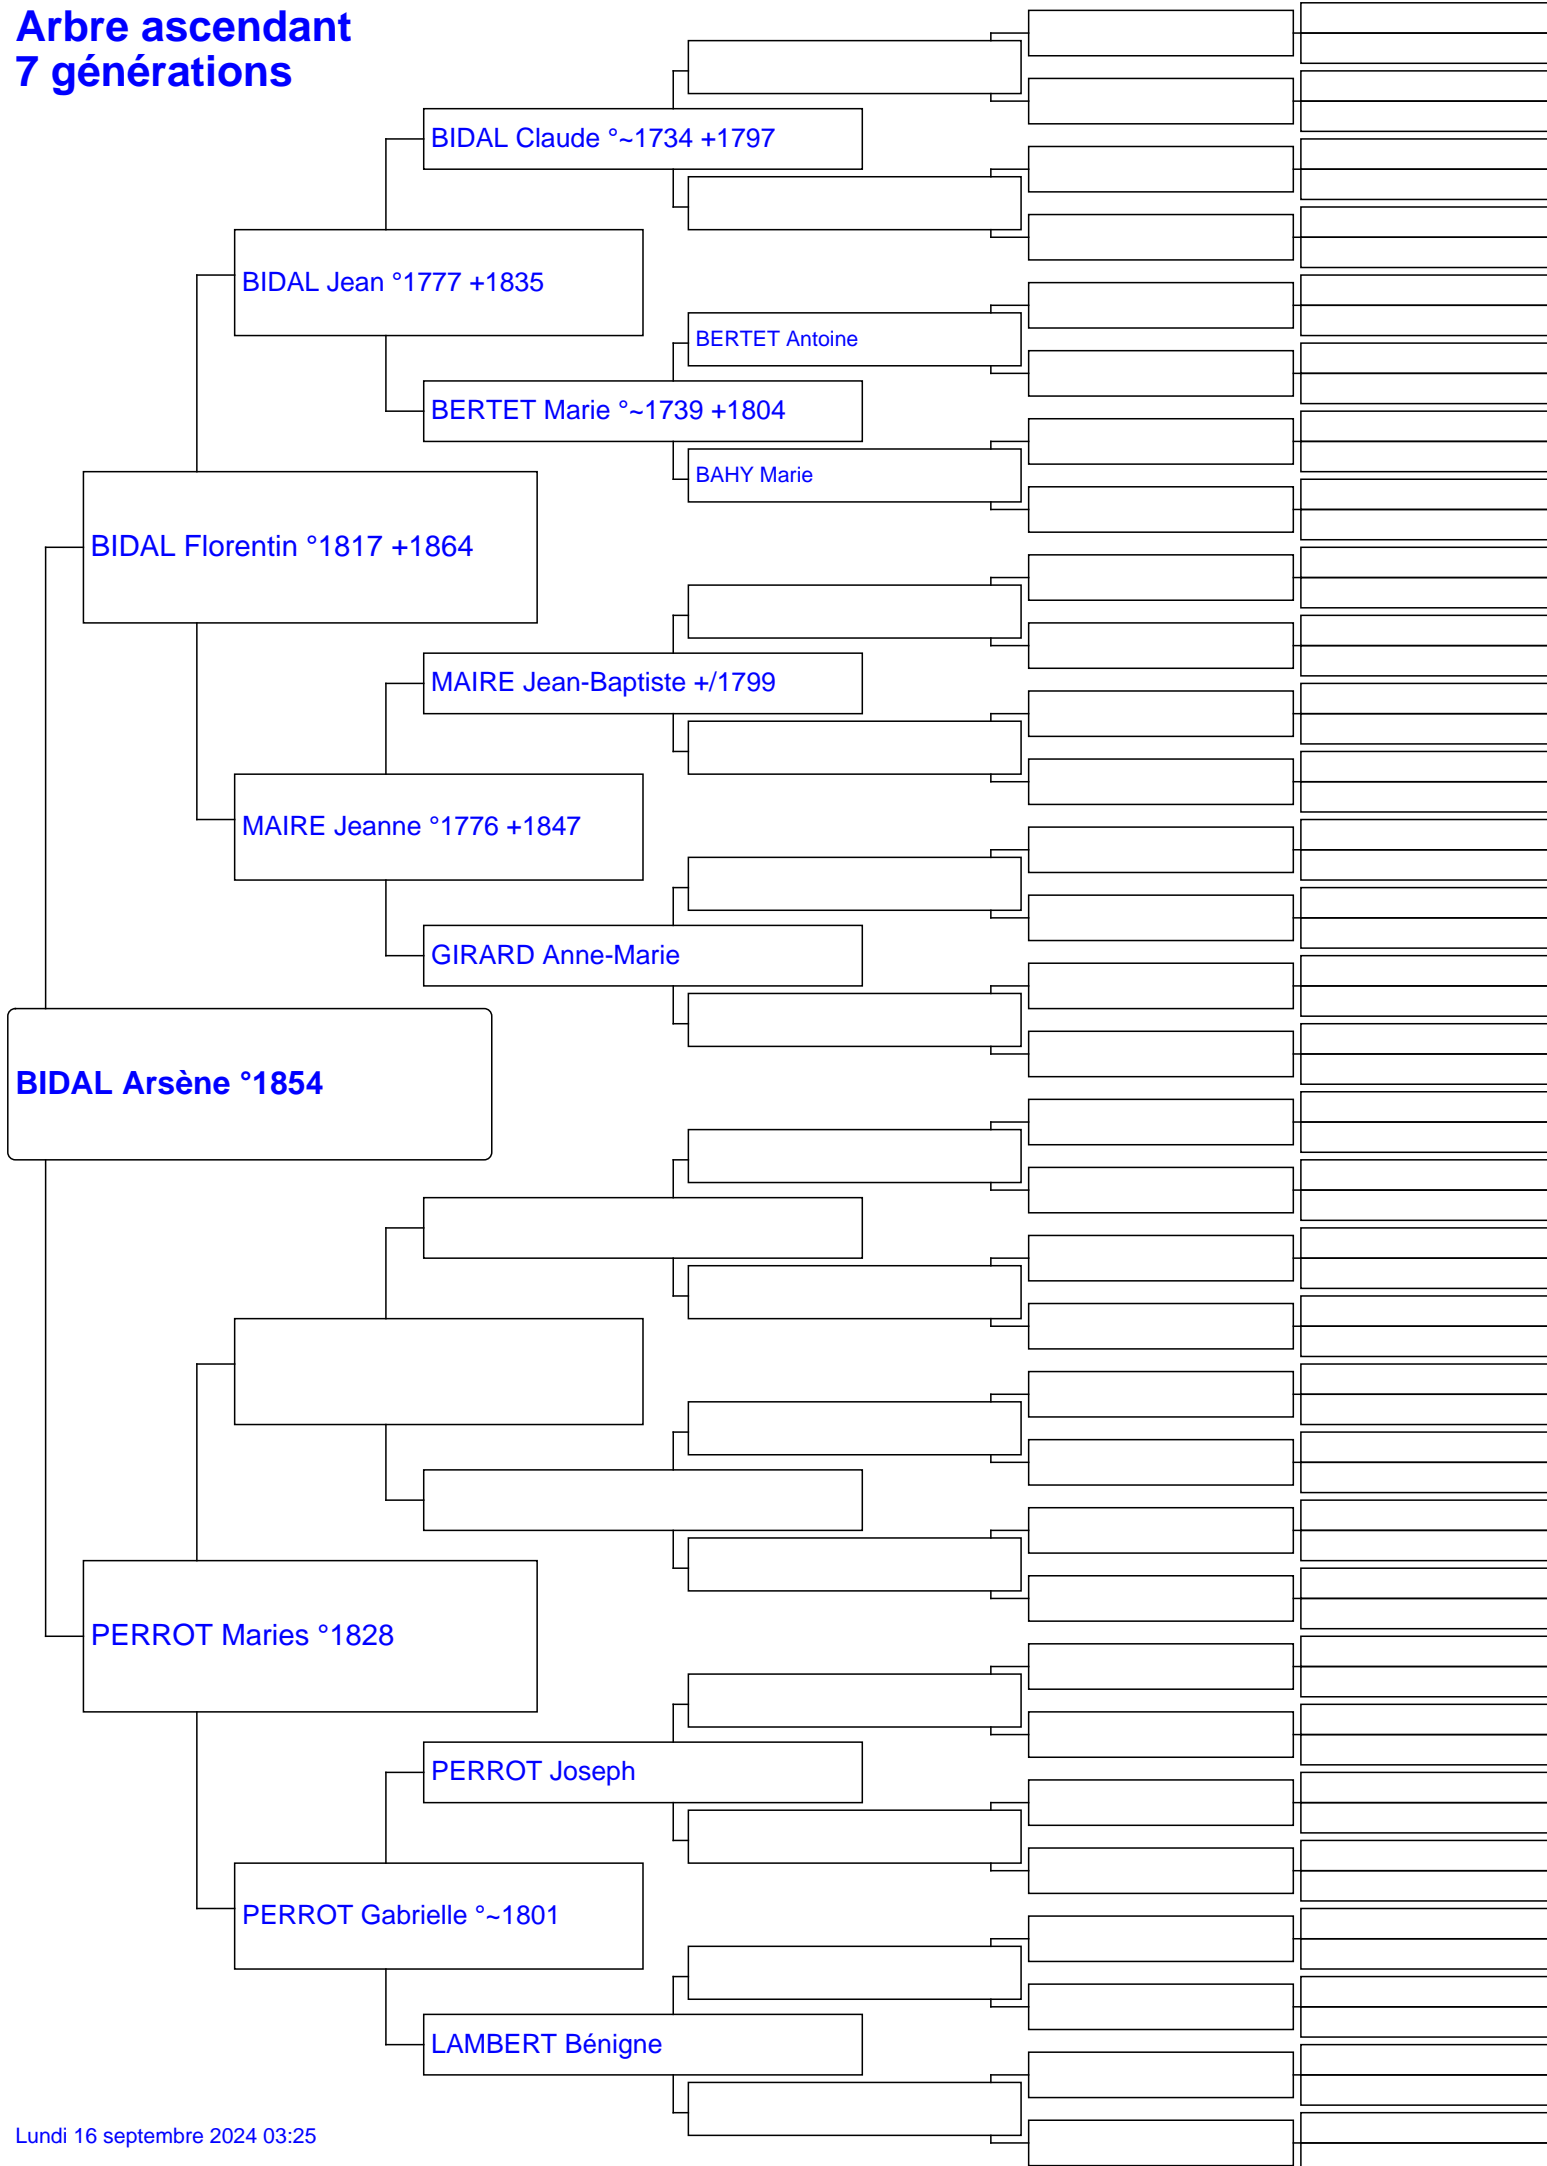 Arbre ascendant
7 générations
BIDAL Claude °~1734 +1797
BIDAL Jean °1777 +1835
BERTET Antoine
BERTET Marie °~1739 +1804
BAHY Marie
BIDAL Florentin °1817 +1864
MAIRE Jean-Baptiste +/1799
MAIRE Jeanne °1776 +1847
GIRARD Anne-Marie
BIDAL Arsène °1854
PERROT Maries °1828
PERROT Joseph
PERROT Gabrielle °~1801
LAMBERT Bénigne
Lundi 16 septembre 2024 03:25